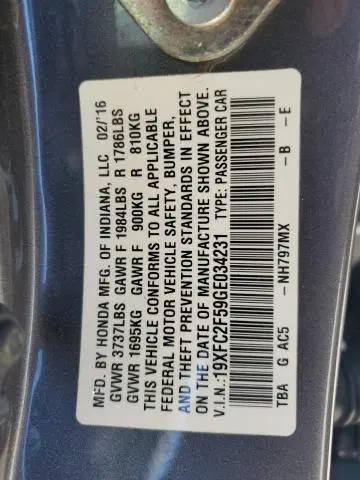 MFD. BY HONDA MFG. OF INDIANA, LLC 02/'16
GVWR 3737LBS GAWR F 1984LBS R 1786LBS
GVWR 1695KG GAWR F 900KG R 810KG
THIS VEHICLE CONFORMS TO ALL APPLICABLE
FEDERAL MOTOR VEHICLE SAFETY, BUMPER,
AND THEFT PREVENTION STANDARDS IN EFFECT
ON THE DATE OF MANUFACTURE SHOWN ABOVE.
V.I.N.:19XFC2F59GE034231 TYPE: PASSENGER CAR
TBA G AC5 -NH797MX -B -E